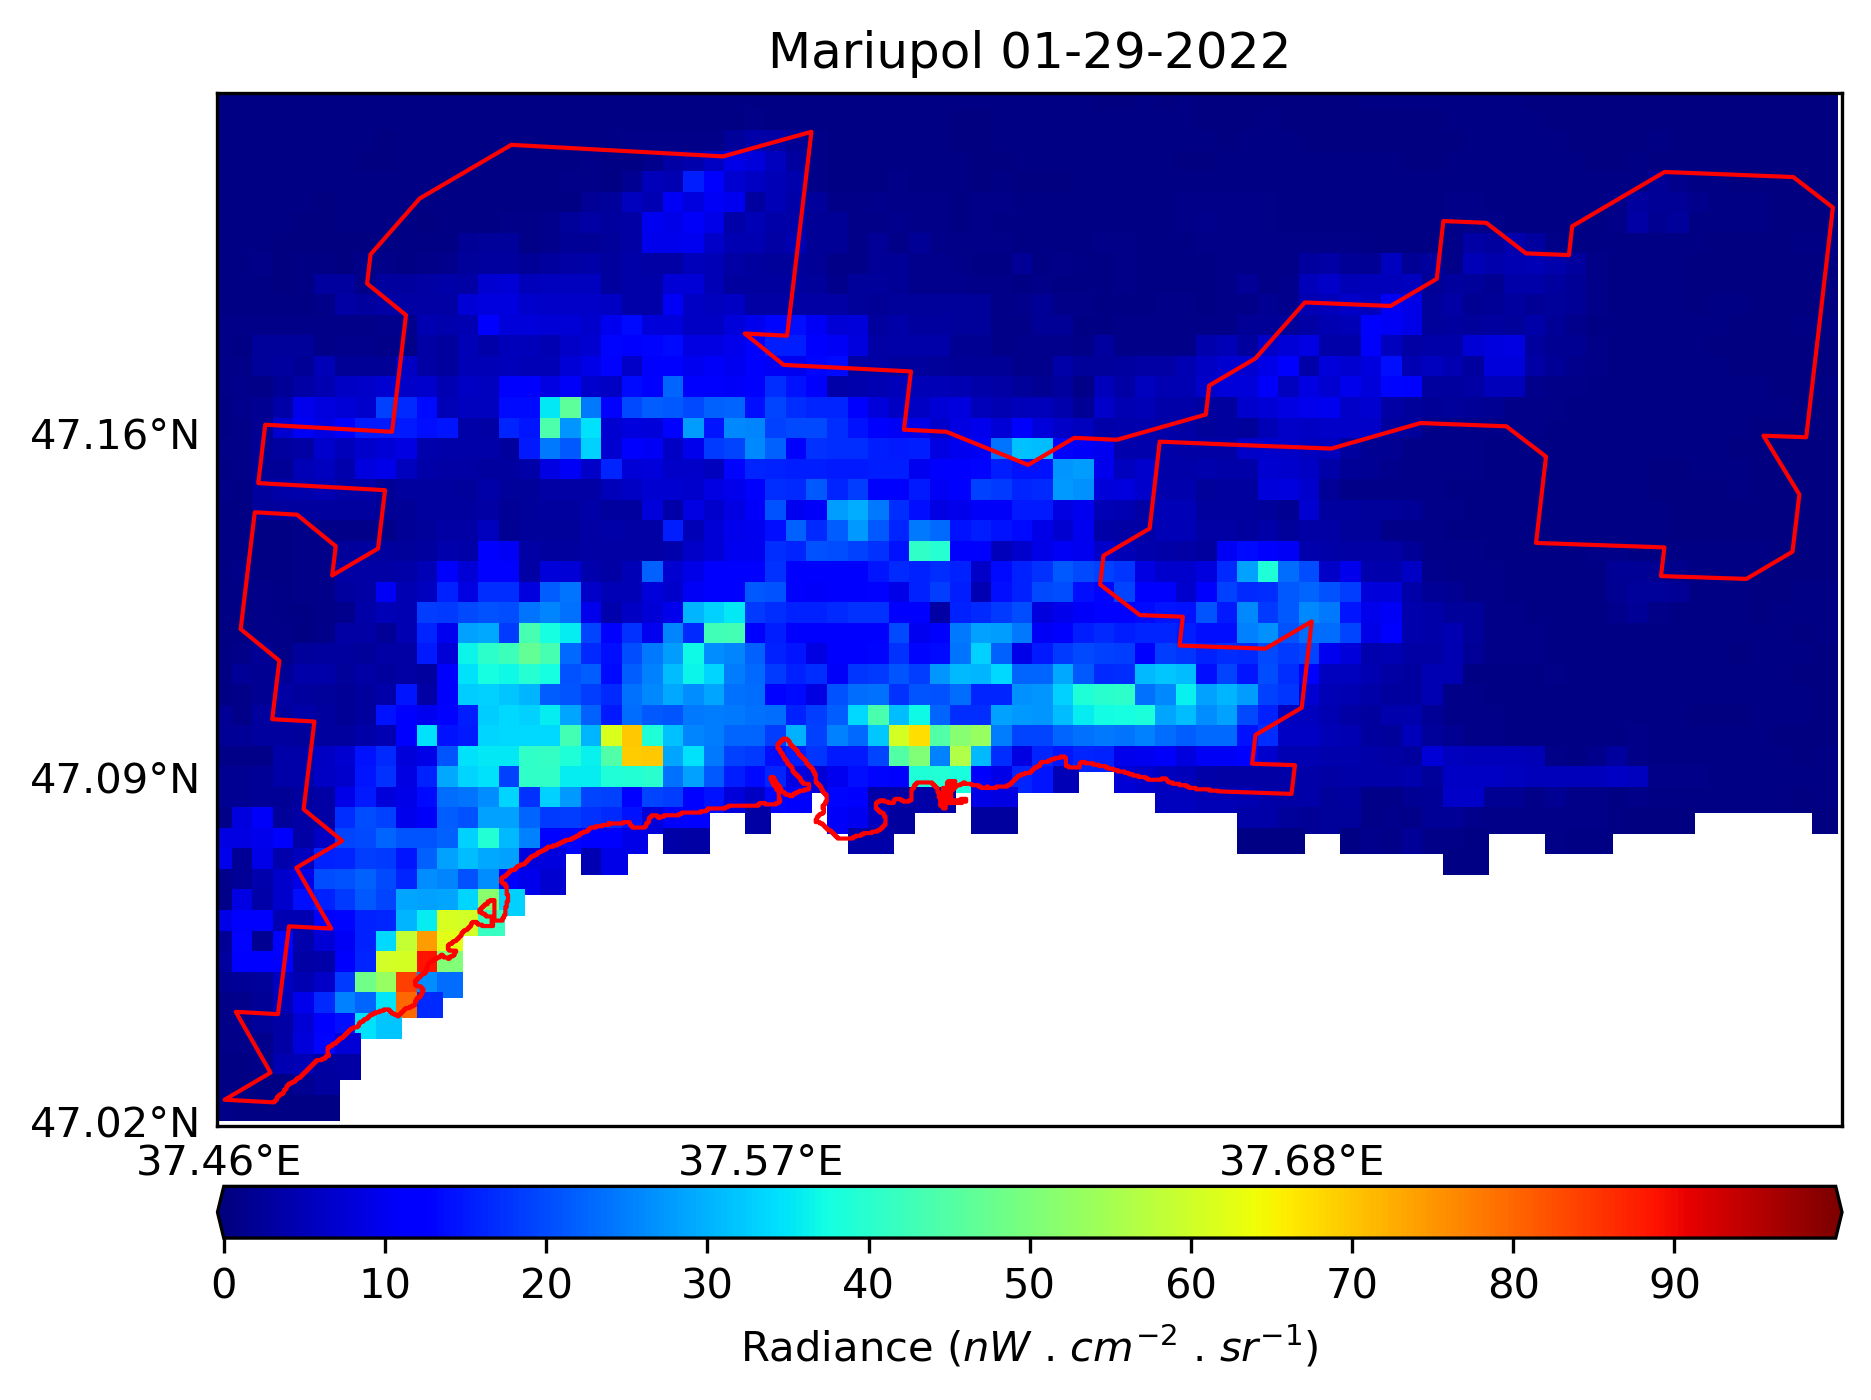 Mariupol 01-29-2022
47.16°N
47.09°N
47.02°N
37.46°E 37.57°E 37.68°E
0 10 20 30 40 50 60 70 80 90
Radiance (nW . cm⁻² . sr⁻¹)